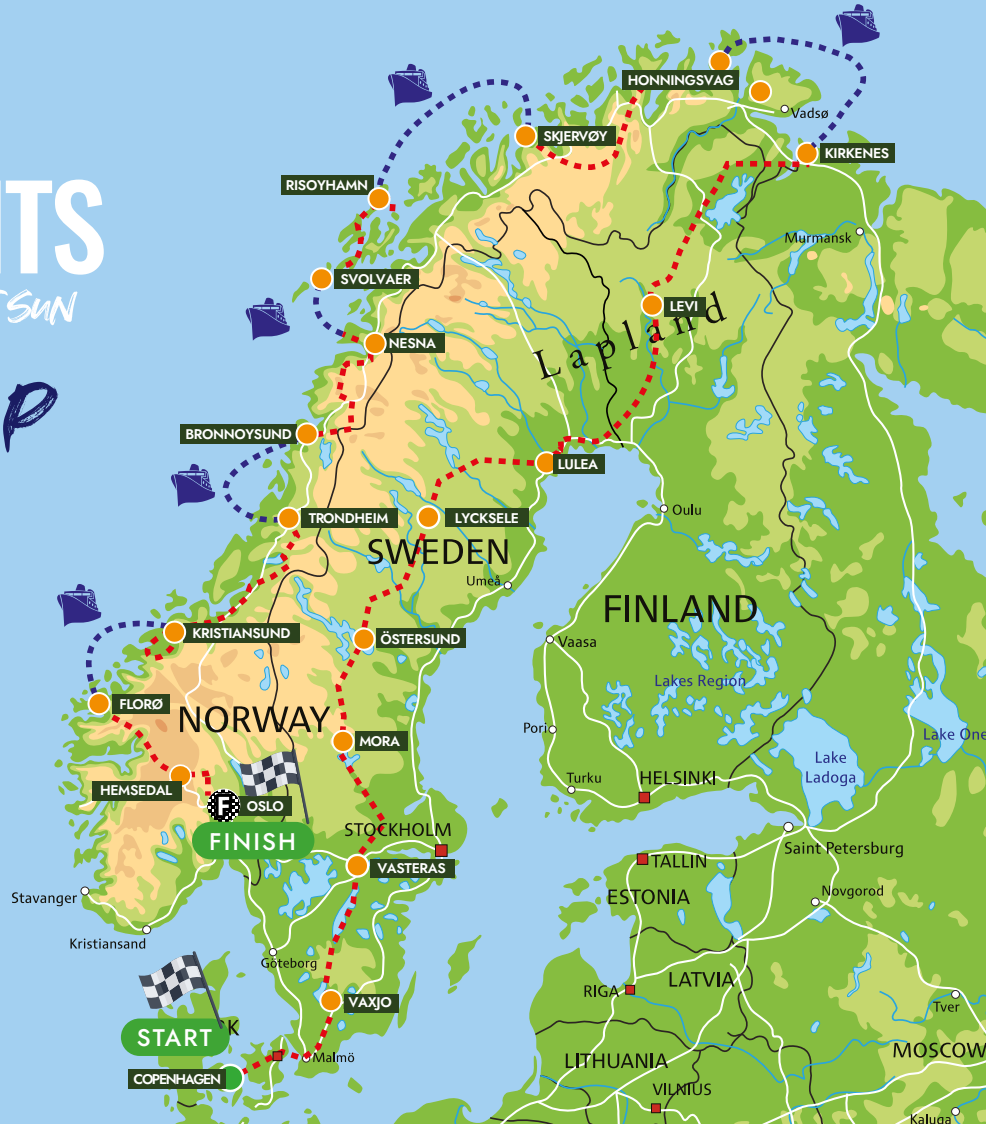 HONNINGSVAG
Vadsø
SKJERVØY
KIRKENES
RISOYHAMN
ITS
Murmansk
SVOLVAER
SUN
LEVI
Lapland
NESNA
P
BRONNOYSUND
LULEA
TRONDHEIM
LYCKSELE
Oulu
SWEDEN
Umeå
FINLAND
KRISTIANSUND
ÖSTERSUND
Vaasa
Lakes Region
FLORØ
NORWAY
Pori
MORA
Lake One
Lake
Ladoga
HEMSEDAL
Turku
HELSINKI
F
OSLO
FINISH
STOCKHOLM
Saint Petersburg
VASTERAS
TALLIN
Stavanger
ESTONIA
Novgorod
Kristiansand
Göteborg
LATVIA
RIGA
VAXJO
Tver
START
K
MOSCOW
Malmö
LITHUANIA
COPENHAGEN
VILNIUS
Kaluga